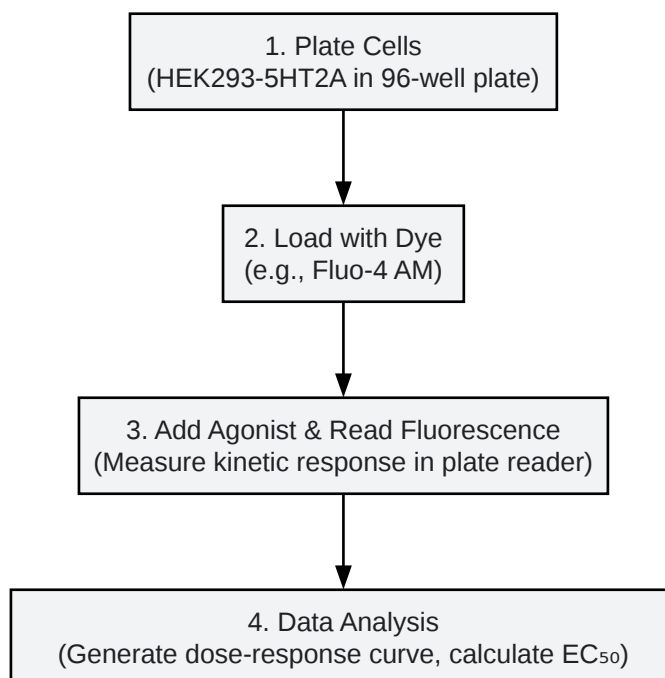 1. Plate Cells
(HEK293-5HT2A in 96-well plate)
2. Load with Dye
(e.g., Fluo-4 AM)
3. Add Agonist & Read Fluorescence
(Measure kinetic response in plate reader)
4. Data Analysis
(Generate dose-response curve, calculate EC₅₀)